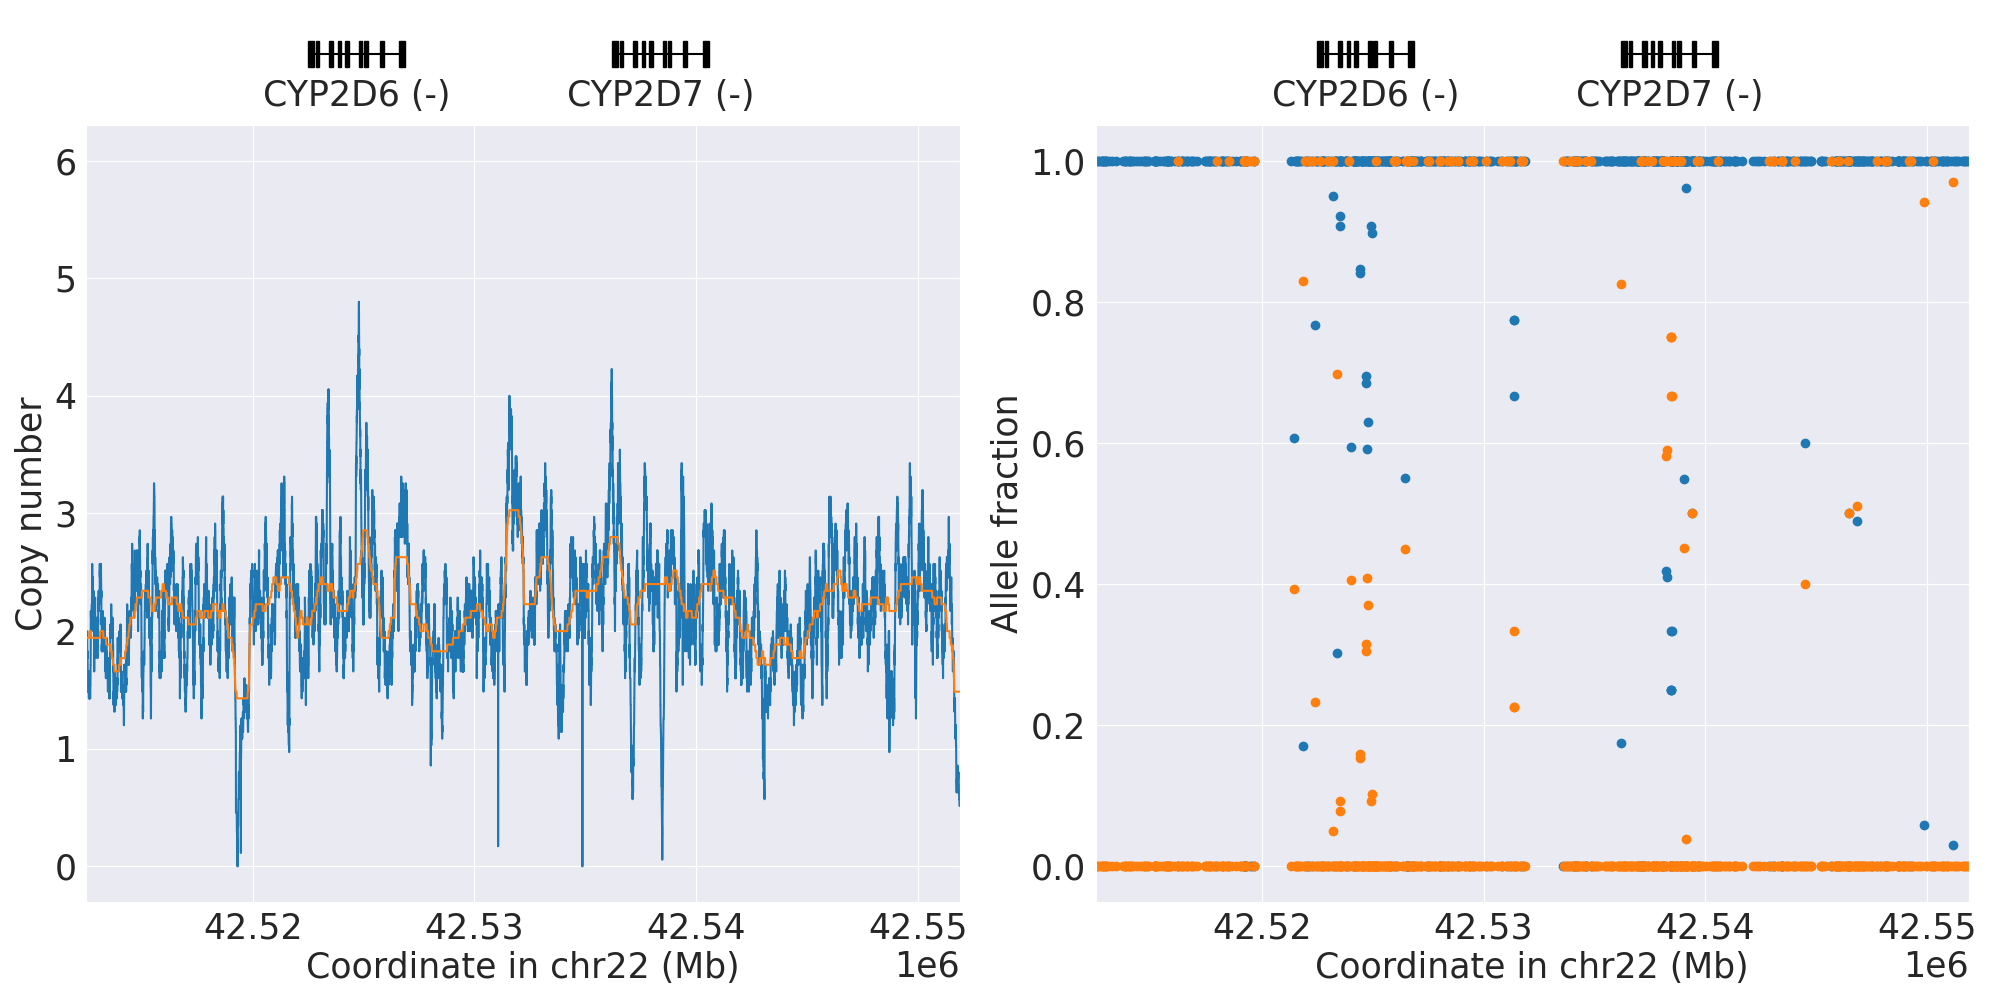 CYP2D6 (-) CYP2D7 (-)
6
5
4
3
2
1
0
Copy number
42.52 42.53 42.54 42.55
Coordinate in chr22 (Mb)
1e6
CYP2D6 (-) CYP2D7 (-)
1.0
0.8
0.6
0.4
0.2
0.0
Allele fraction
42.52 42.53 42.54 42.55
Coordinate in chr22 (Mb)
1e6